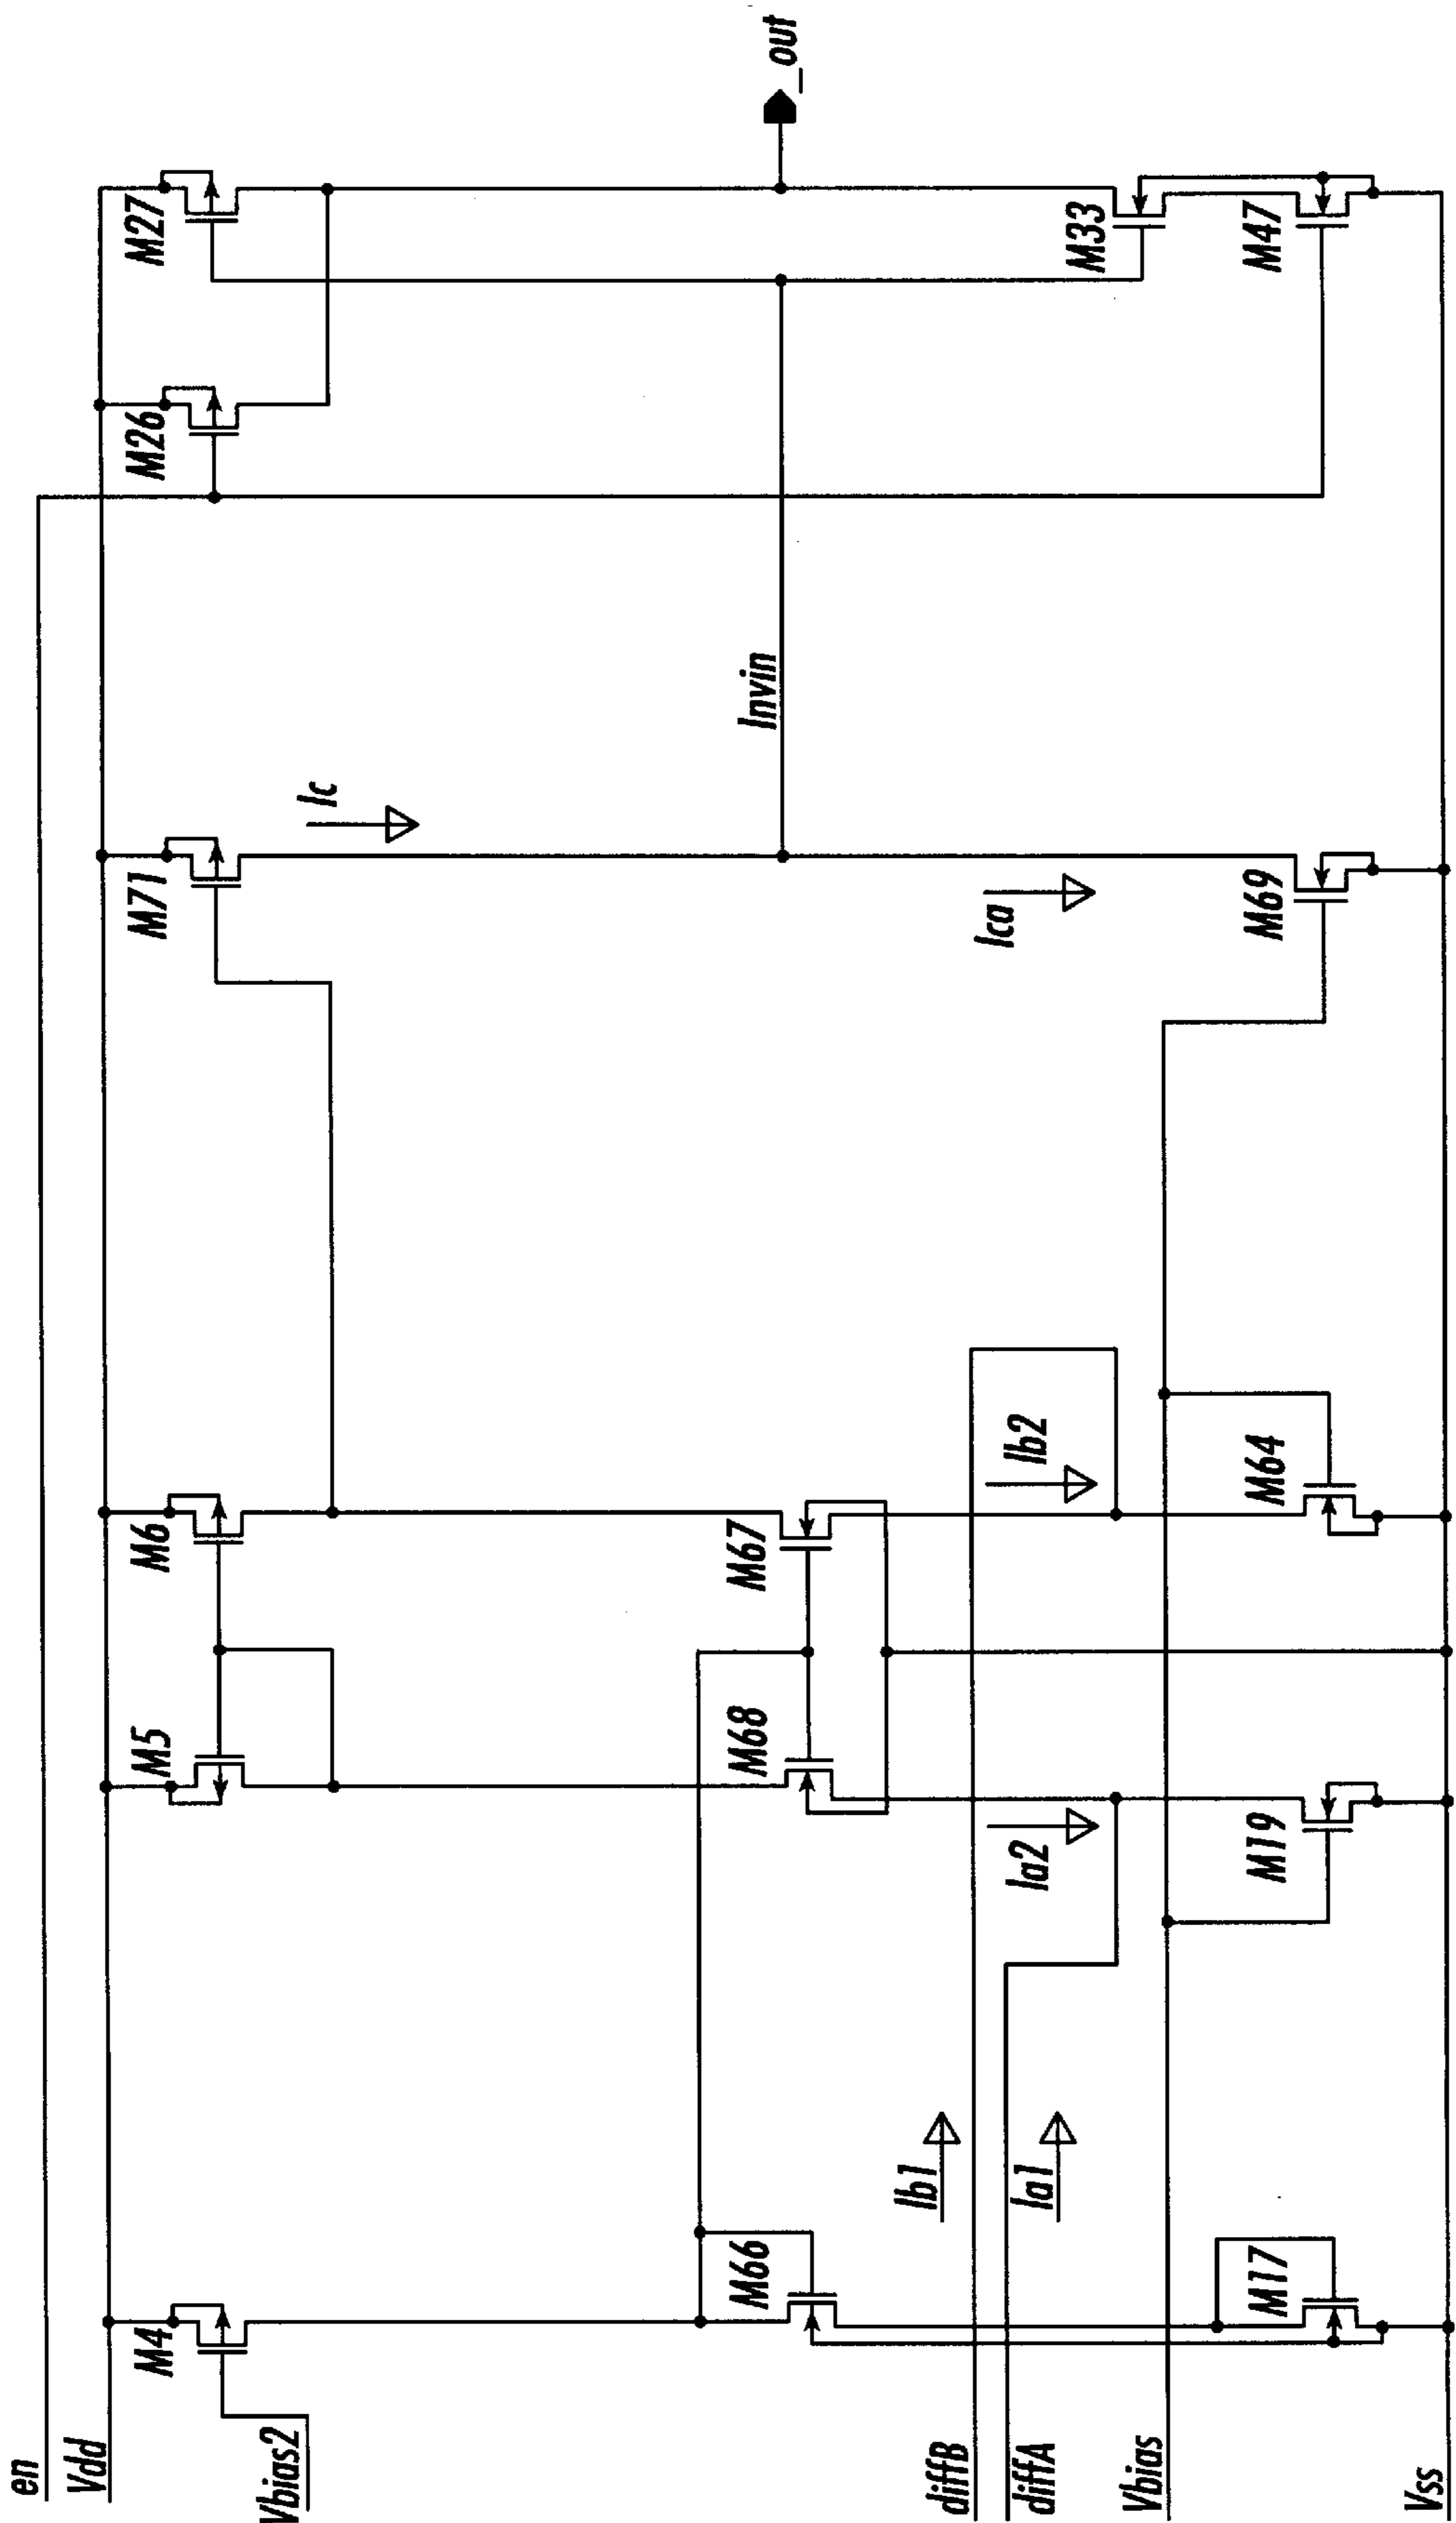 en
Vdd
Vbias2
diffB
diffA
Vbias
Vss
M4
M66
M17
Ib1
Ia1
M5
M6
M68
M67
Ia2
Ib2
M19
M64
M71
Ic
Invin
Ica
M69
M26
M27
M33
M47
_out